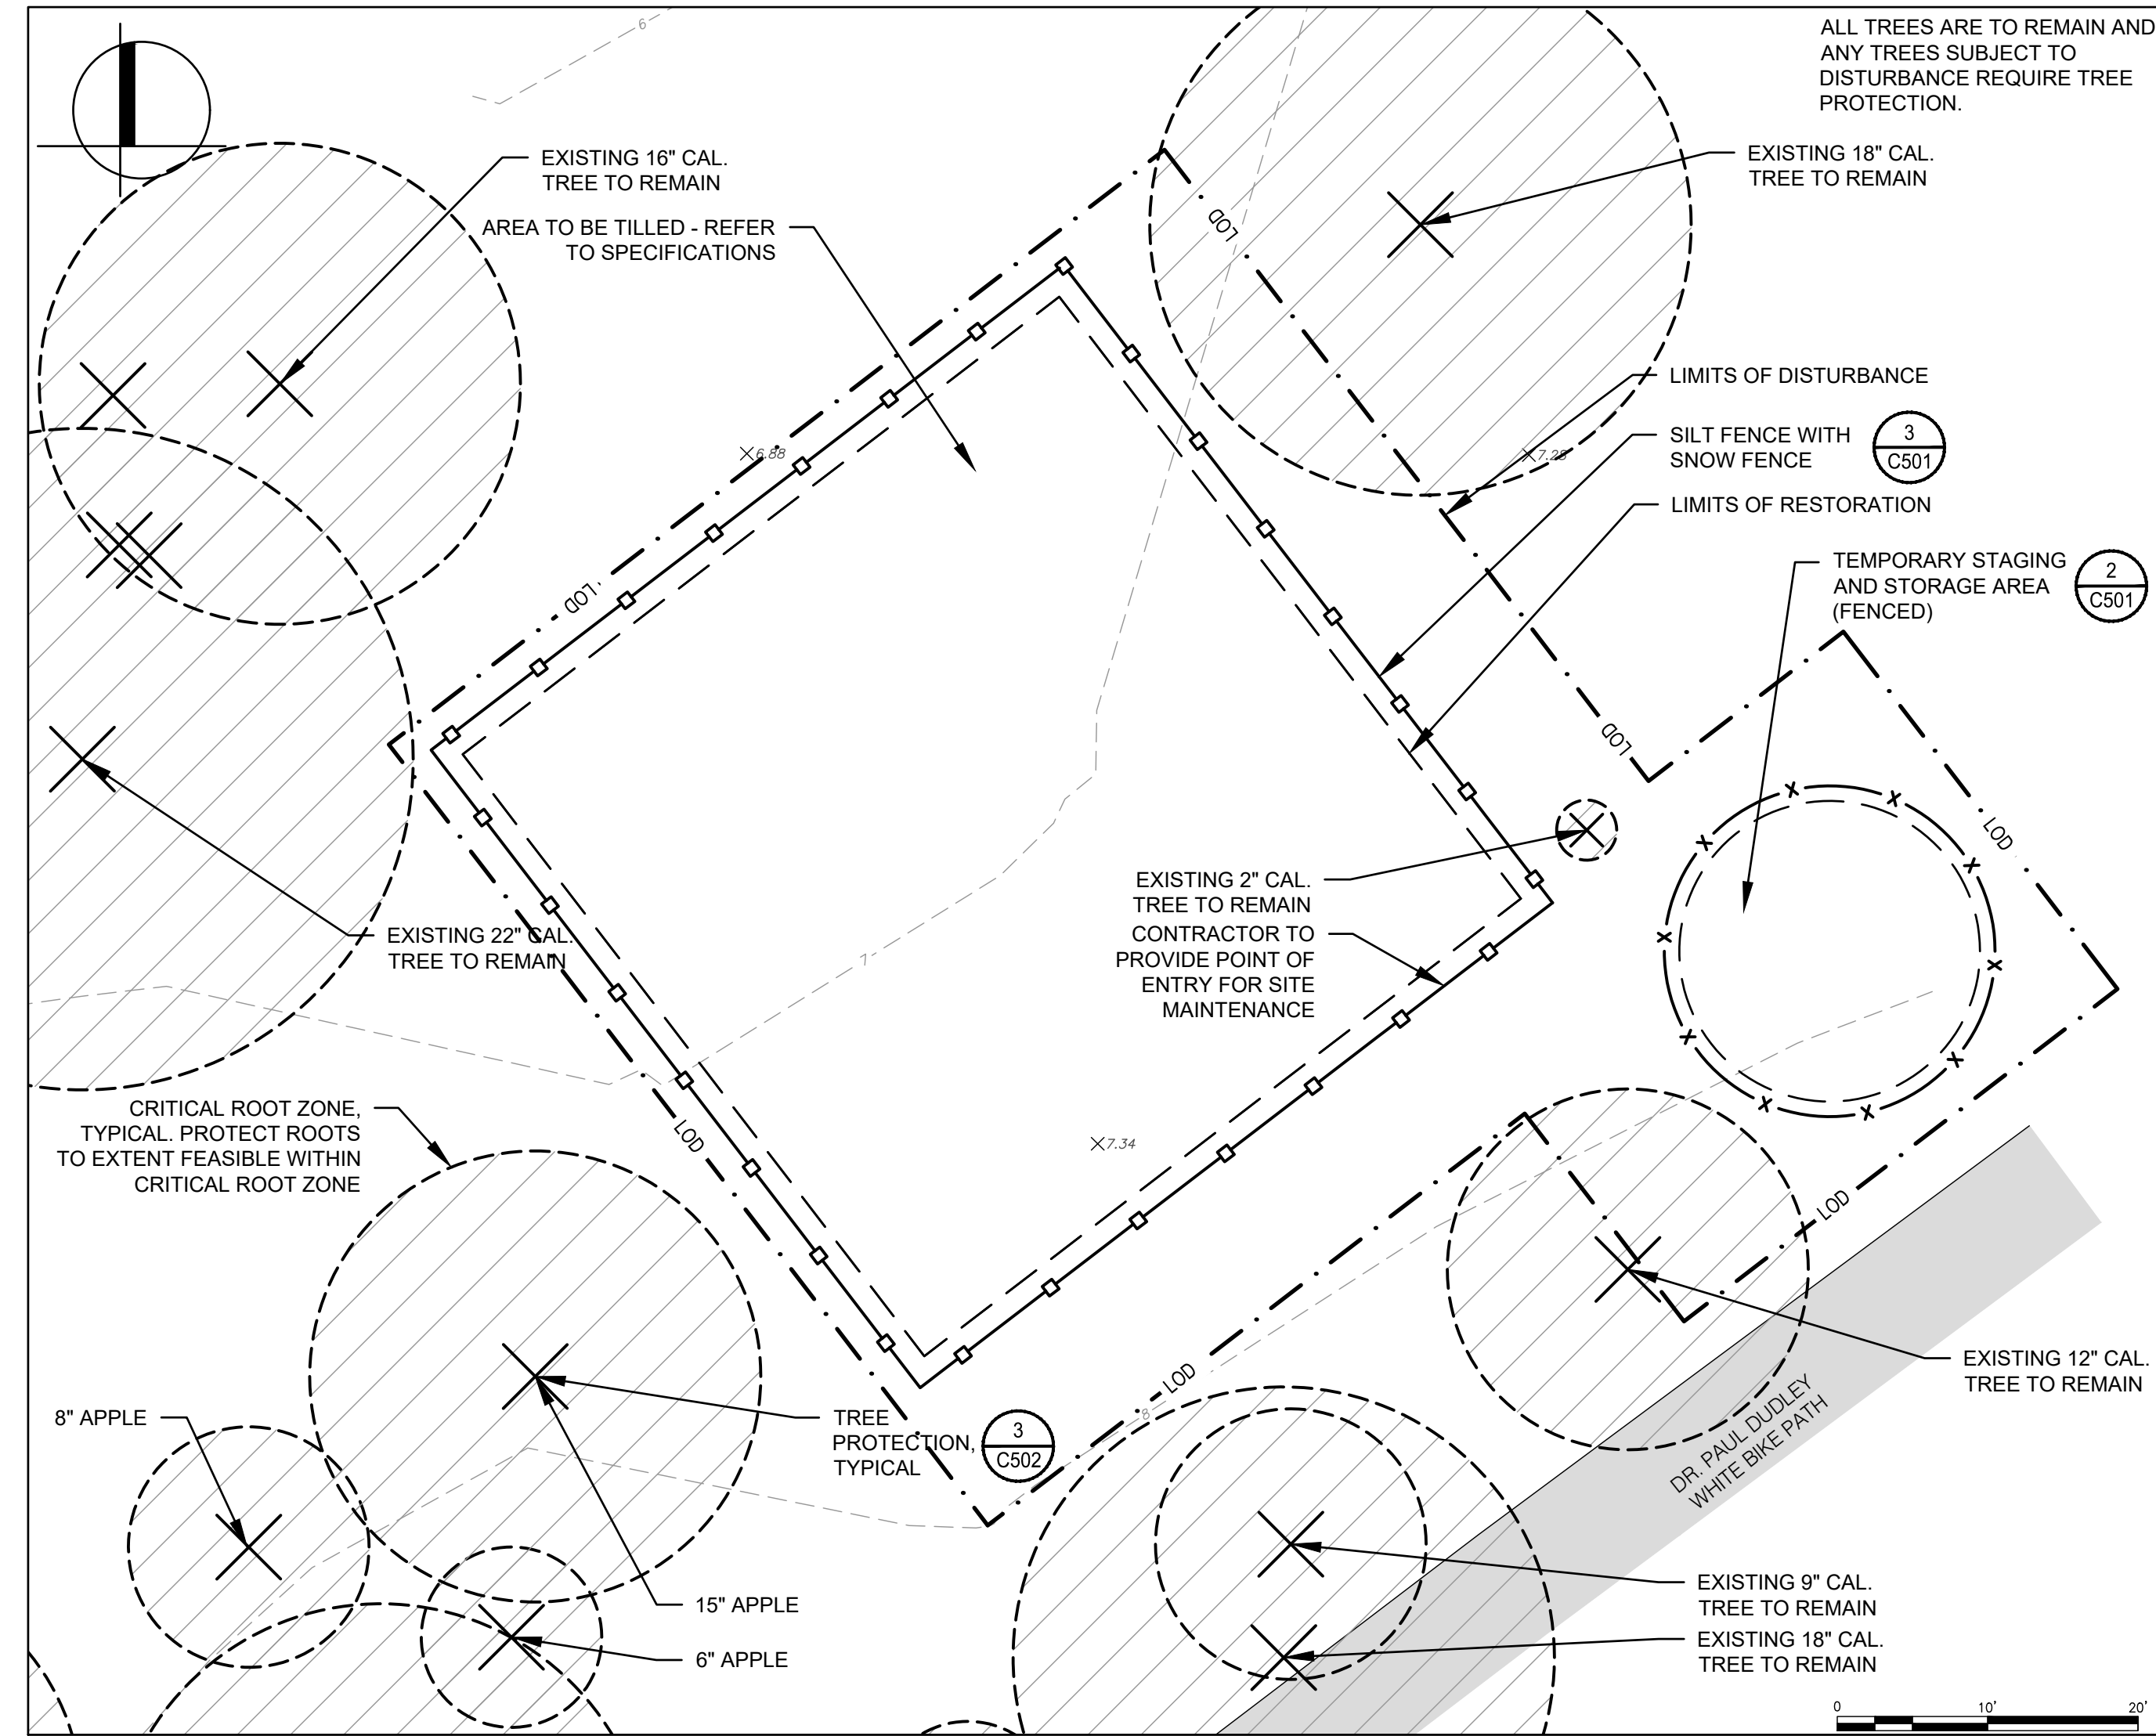 6
ALL TREES ARE TO REMAIN AND
ANY TREES SUBJECT TO
DISTURBANCE REQUIRE TREE
PROTECTION.
EXISTING 16" CAL.
TREE TO REMAIN
EXISTING 18" CAL.
TREE TO REMAIN
AREA TO BE TILLED - REFER
TO SPECIFICATIONS
LOD
LIMITS OF DISTURBANCE
6.88
7.28
SILT FENCE WITH
SNOW FENCE
3
C501
LIMITS OF RESTORATION
TEMPORARY STAGING
AND STORAGE AREA
(FENCED)
2
C501
LOD
LOD
LOD
EXISTING 2" CAL.
TREE TO REMAIN
CONTRACTOR TO
PROVIDE POINT OF
ENTRY FOR SITE
MAINTENANCE
EXISTING 22" CAL.
TREE TO REMAIN
7
CRITICAL ROOT ZONE,
TYPICAL. PROTECT ROOTS
TO EXTENT FEASIBLE WITHIN
CRITICAL ROOT ZONE
LOD
7.34
LOD
LOD
EXISTING 12" CAL.
TREE TO REMAIN
8" APPLE
TREE
PROTECTION,
TYPICAL
3
C502
8
DR. PAUL DUDLEY
WHITE BIKE PATH
15" APPLE
6" APPLE
EXISTING 9" CAL.
TREE TO REMAIN
EXISTING 18" CAL.
TREE TO REMAIN
0 10' 20'